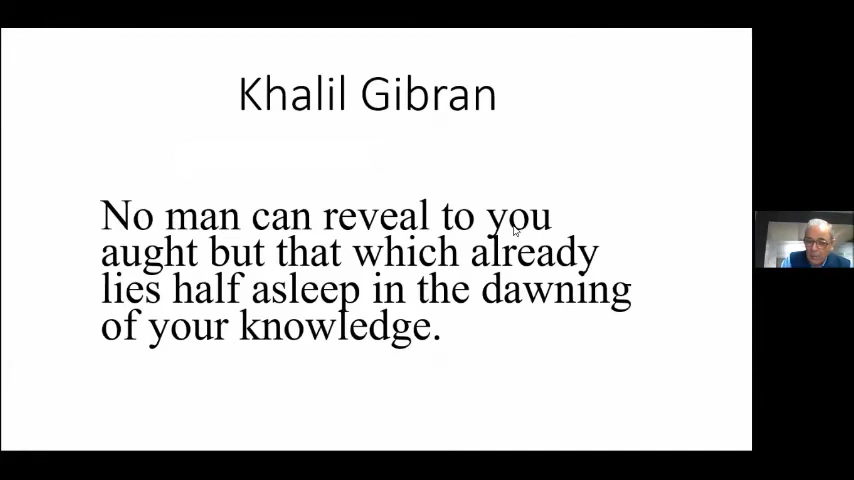 Khalil Gibran
No man can reveal to you
aught but that which already
lies half asleep in the dawning
of your knowledge.